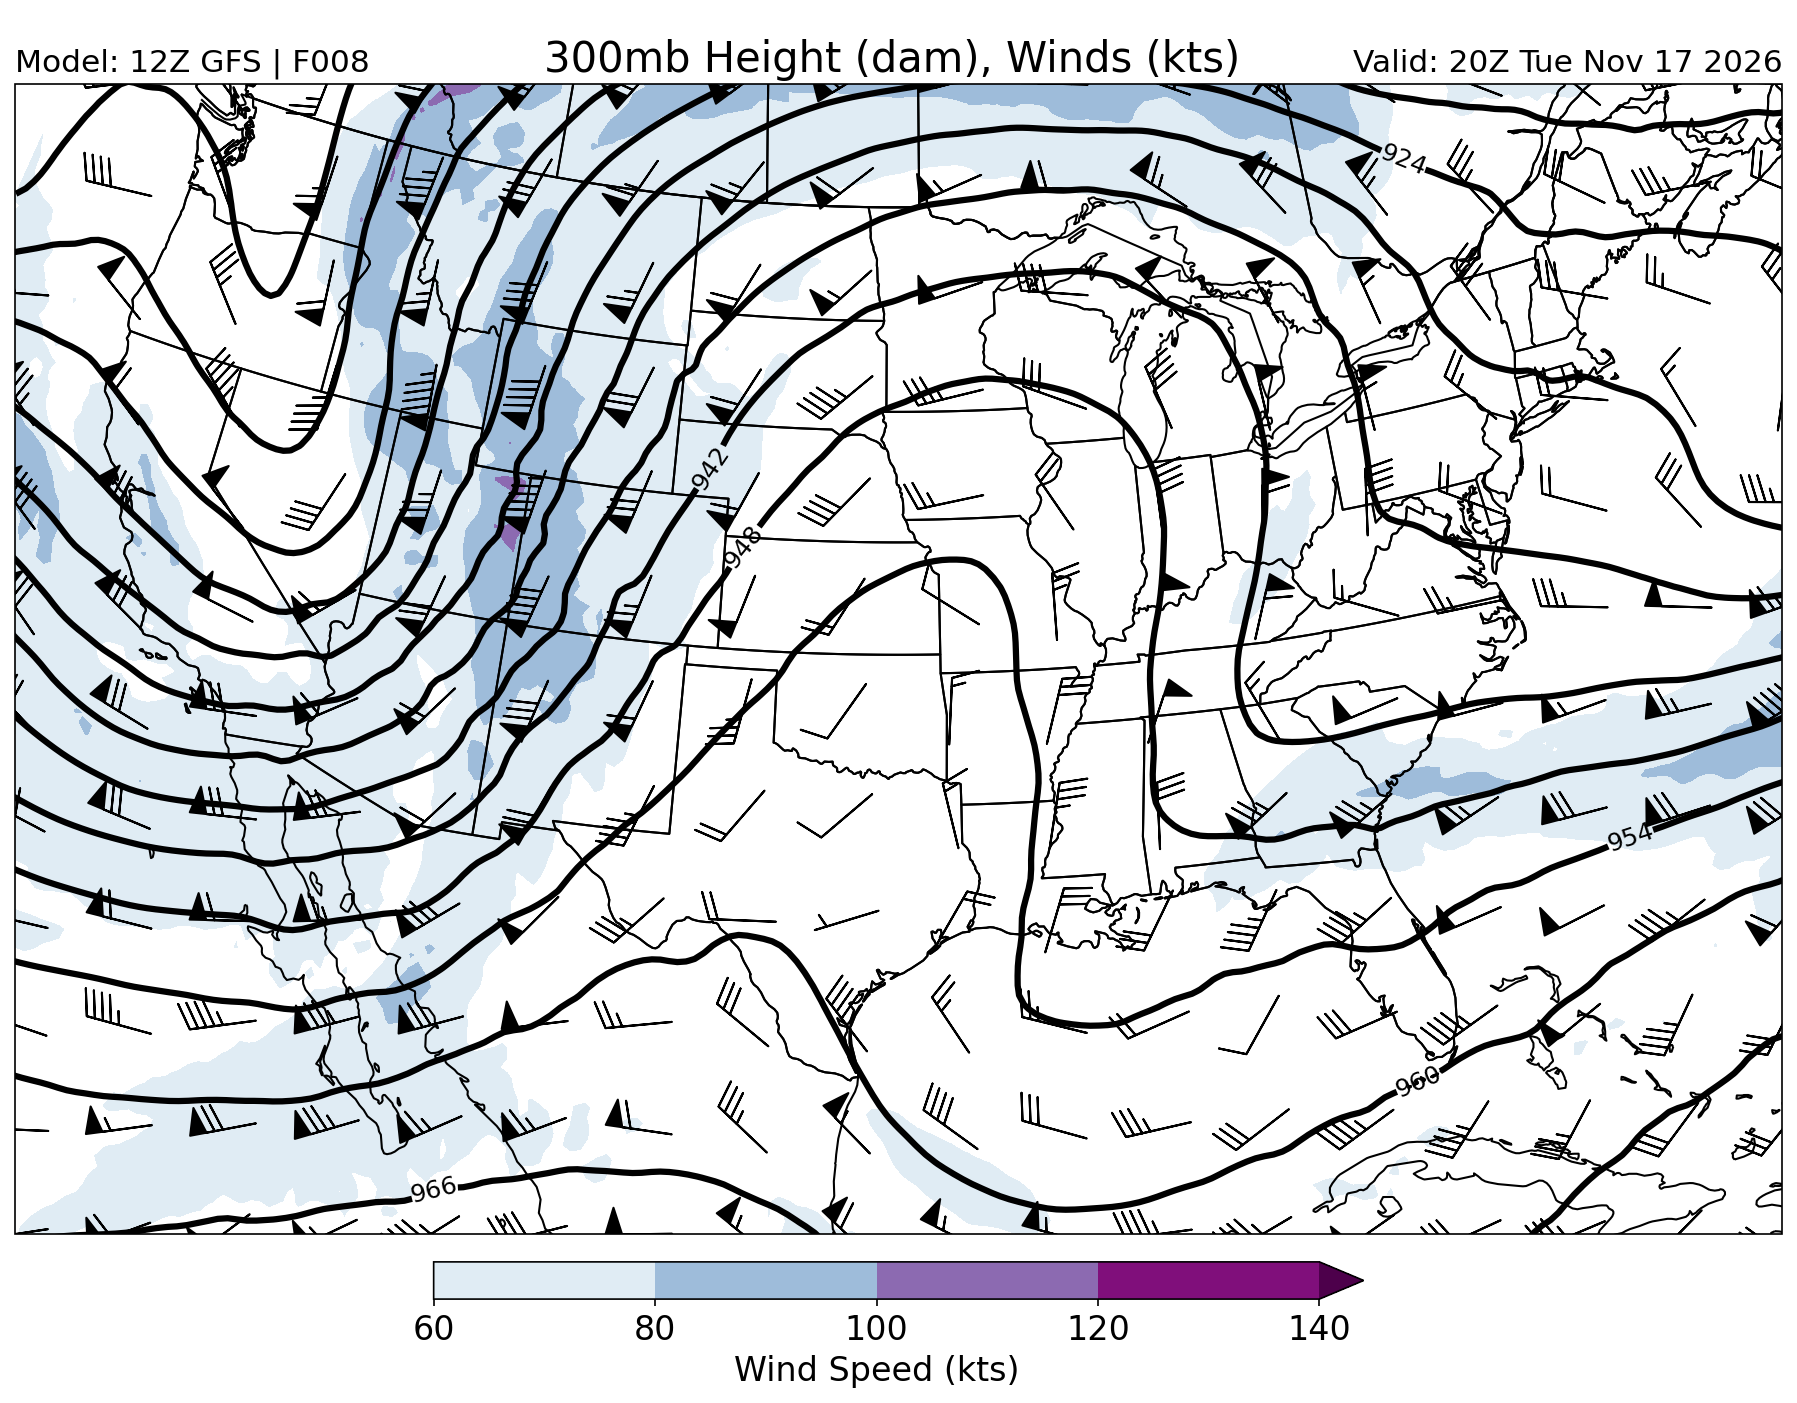 Model: 12Z GFS | F008
300mb Height (dam), Winds (kts)
Valid: 20Z Tue Nov 17 2026
924
942
948
954
960
966
60 80 100 120 140
Wind Speed (kts)